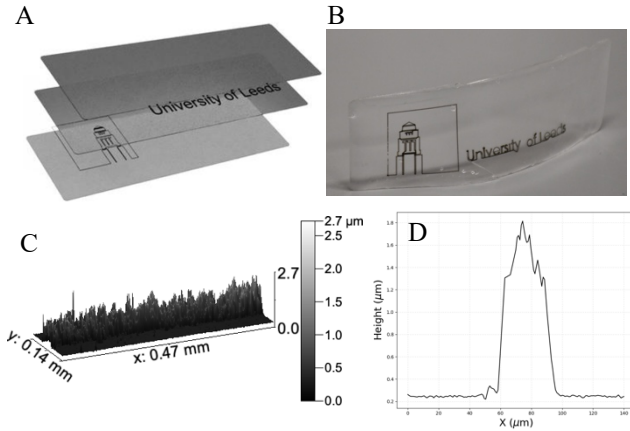 A
University of Leeds
B
University of Leeds
C
2.7 μm
2.5
2.0
1.5
1.0
0.5
0.0
2.7
0.0
y: 0.14 mm
x: 0.47 mm
D
Height (μm)
1.8
1.6
1.4
1.2
1.0
0.8
0.6
0.4
0.2
0
20
40
60
80
100
120
140
X (μm)